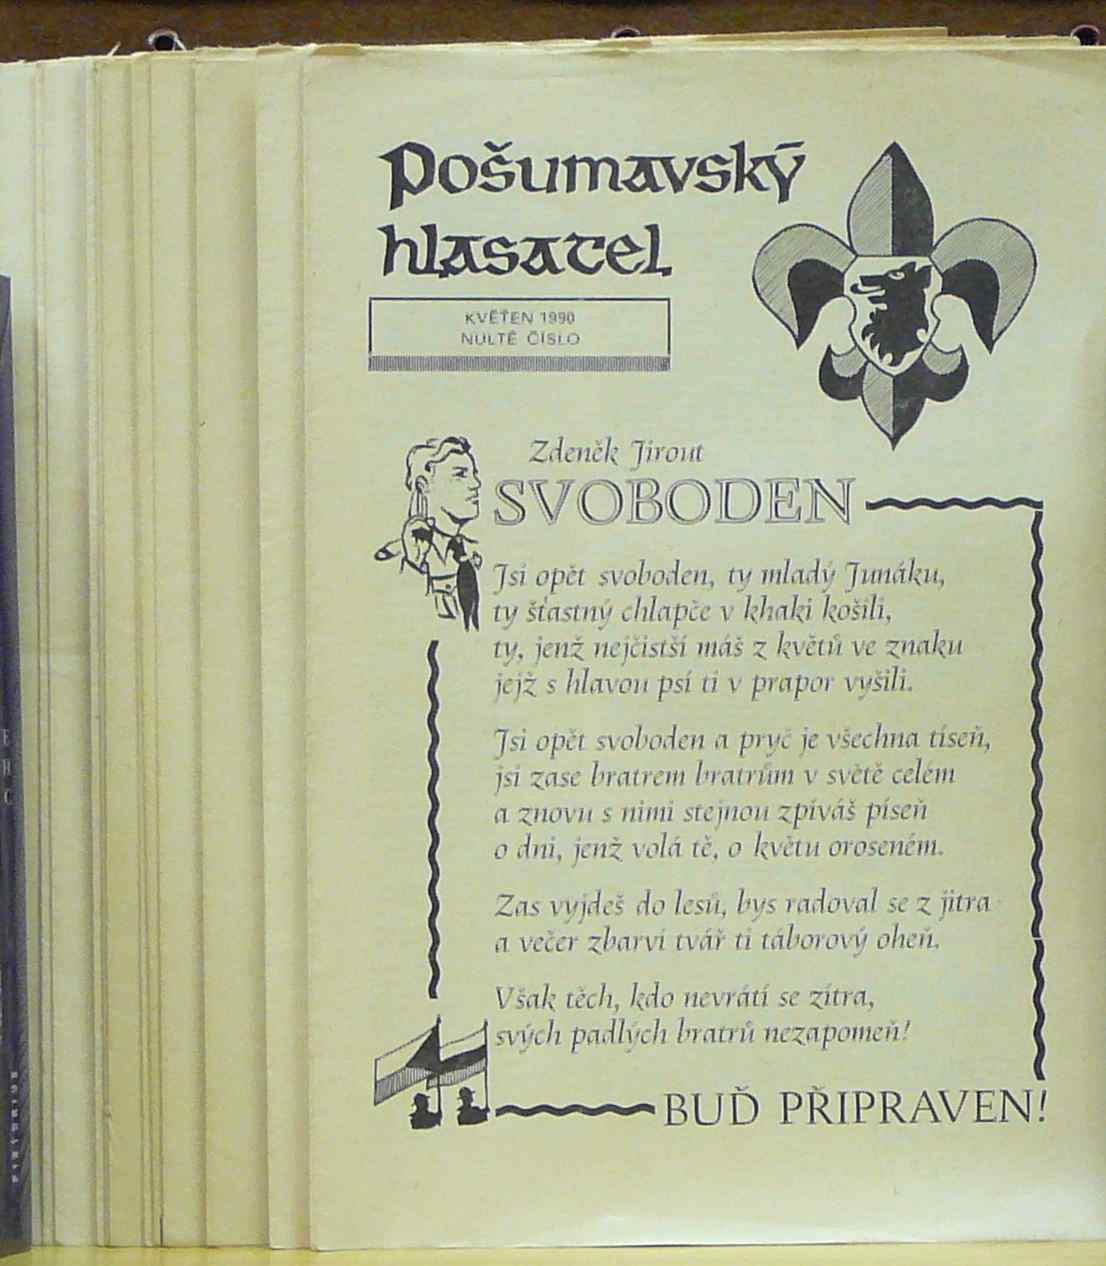 Pošumavský
hlasatel
KVĚTEN 1990
NULTÉ ČÍSLO
Zdeněk Jirout
SVOBODEN
Jsi opět svoboden, ty mladý Junáku,
ty šťastný chlapče v khaki košili,
ty, jenž nejčistší máš z květů ve znaku
jejž s hlavou psí ti v prapor vyšili.
Jsi opět svoboden a pryč je všechna tíseň,
jsi zase bratrem bratrům v světě celém
a znovu s nimi stejnou zpíváš píseň
o dni, jenž volá tě, o květu oroseném.
Zas vyjdeš do lesů, bys radoval se z jitra
a večer zbarví tvář ti táborový oheň.
Však těch, kdo nevrátí se zítra,
svých padlých bratrů nezapomeň!
BUĎ PŘIPRAVEN!